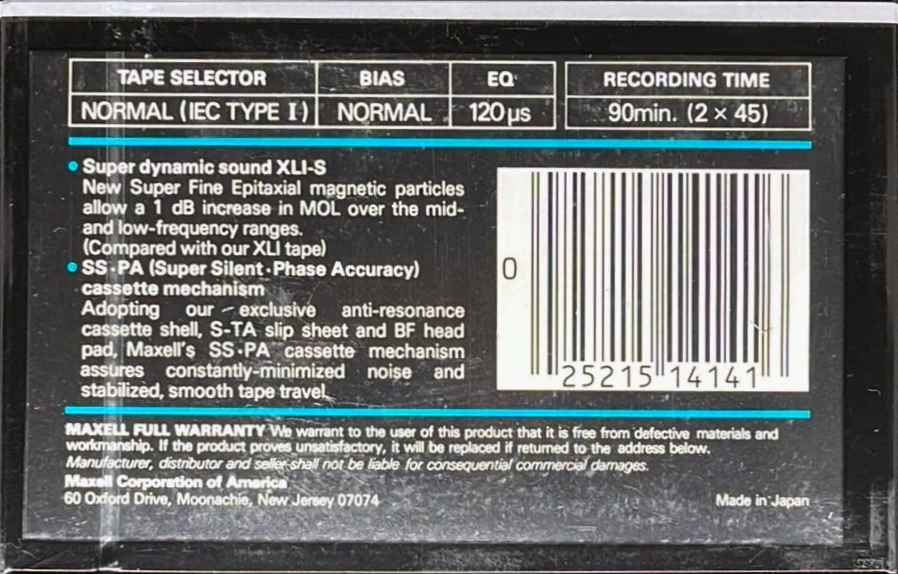 TAPE SELECTOR BIAS EQ RECORDING TIME
NORMAL (IEC TYPE I) NORMAL 120μs 90min. (2 × 45)
• Super dynamic sound XLI-S
New Super Fine Epitaxial magnetic particles
allow a 1 dB increase in MOL over the mid-
and low-frequency ranges.
(Compared with our XLI tape)
• SS·PA (Super Silent·Phase Accuracy)
cassette mechanism
Adopting our exclusive anti-resonance
cassette shell, S-TA slip sheet and BF head
pad, Maxell's SS·PA cassette mechanism
assures constantly-minimized noise and
stabilized, smooth tape travel.
0 25215 14141
MAXELL FULL WARRANTY We warrant to the user of this product that it is free from defective materials and
workmanship. If the product proves unsatisfactory, it will be replaced if returned to the address below.
Manufacturer, distributor and seller shall not be liable for consequential commercial damages.
Maxell Corporation of America
60 Oxford Drive, Moonachie, New Jersey 07074 Made in Japan